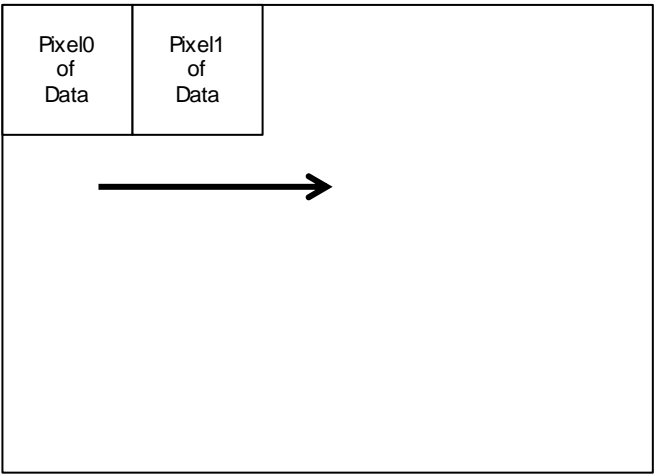 Pixel0
of
Data
Pixel1
of
Data